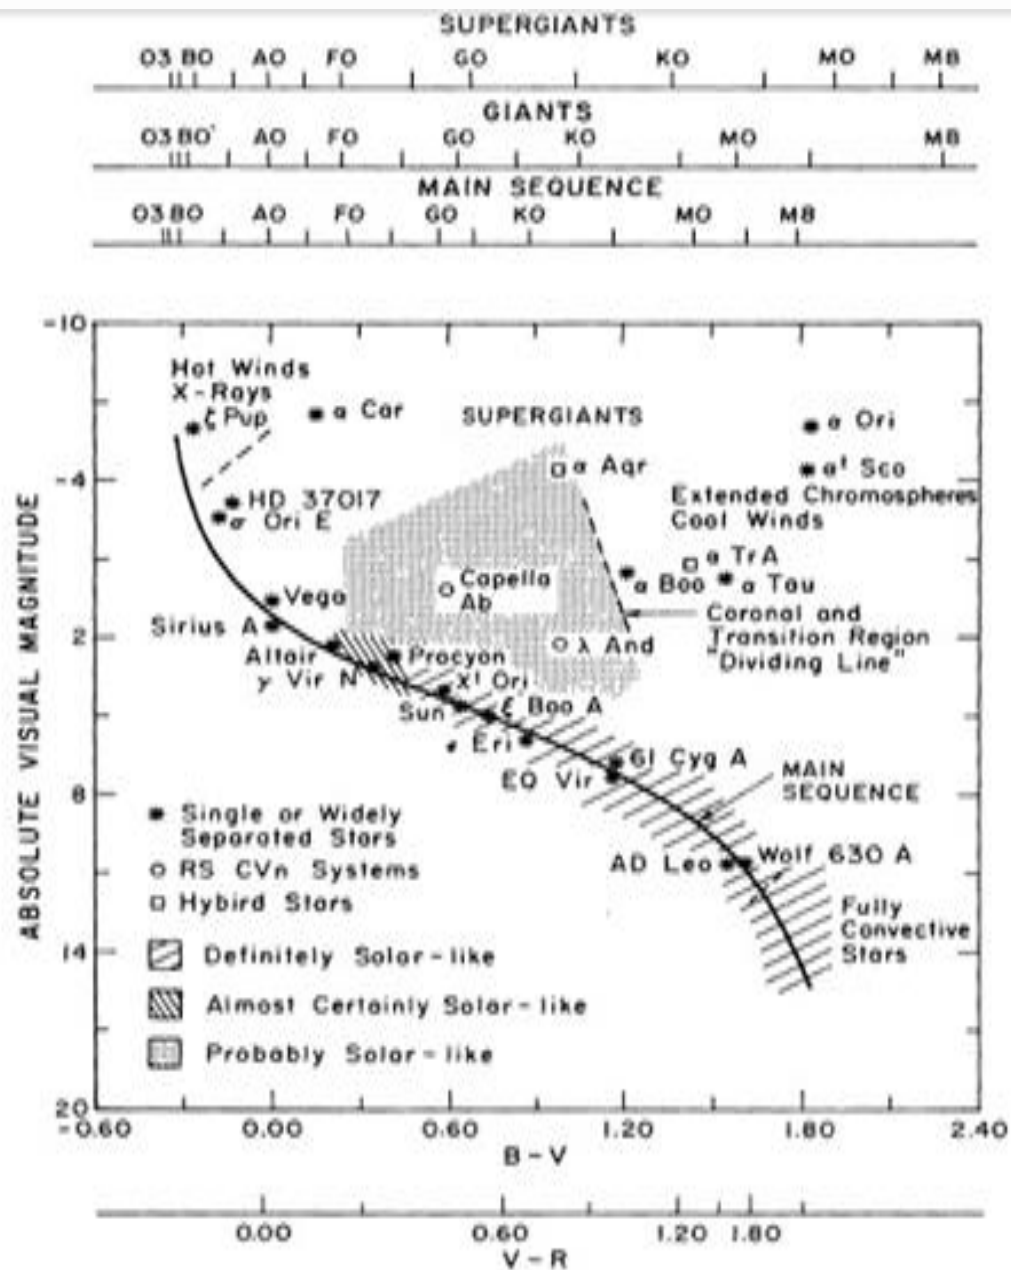 SUPERGIANTS
O3 BO AO FO GO KO MO M8
GIANTS
O3 BO AO FO GO KO MO M8
MAIN SEQUENCE
O3 BO AO FO GO KO MO M8
-10
Hot Winds
X-Rays
ζ Pup
α Car
SUPERGIANTS
α Ori
α Aqr
α¹ Sco
-4
HD 37017
σ Ori E
Extended Chromospheres
Cool Winds
α TrA
α Boo
α Tau
Capella
Ab
Vega
Coronal and
Transition Region
"Dividing Line"
Sirius A
2
λ And
Altair
Procyon
γ Vir N
χ¹ Ori
Sun
ξ Boo A
ε Eri
61 Cyg A
EQ Vir
MAIN
SEQUENCE
8
Single or Widely
Separated Stars
AD Leo
Wolf 630 A
RS CVn Systems
Hybird Stars
Fully
Convective
Stars
14
Definitely Solar-like
Almost Certainly Solar-like
Probably Solar-like
20
ABSOLUTE VISUAL MAGNITUDE
-0.60 0.00 0.60 1.20 1.80 2.40
B-V
0.00 0.60 1.20 1.80
V-R